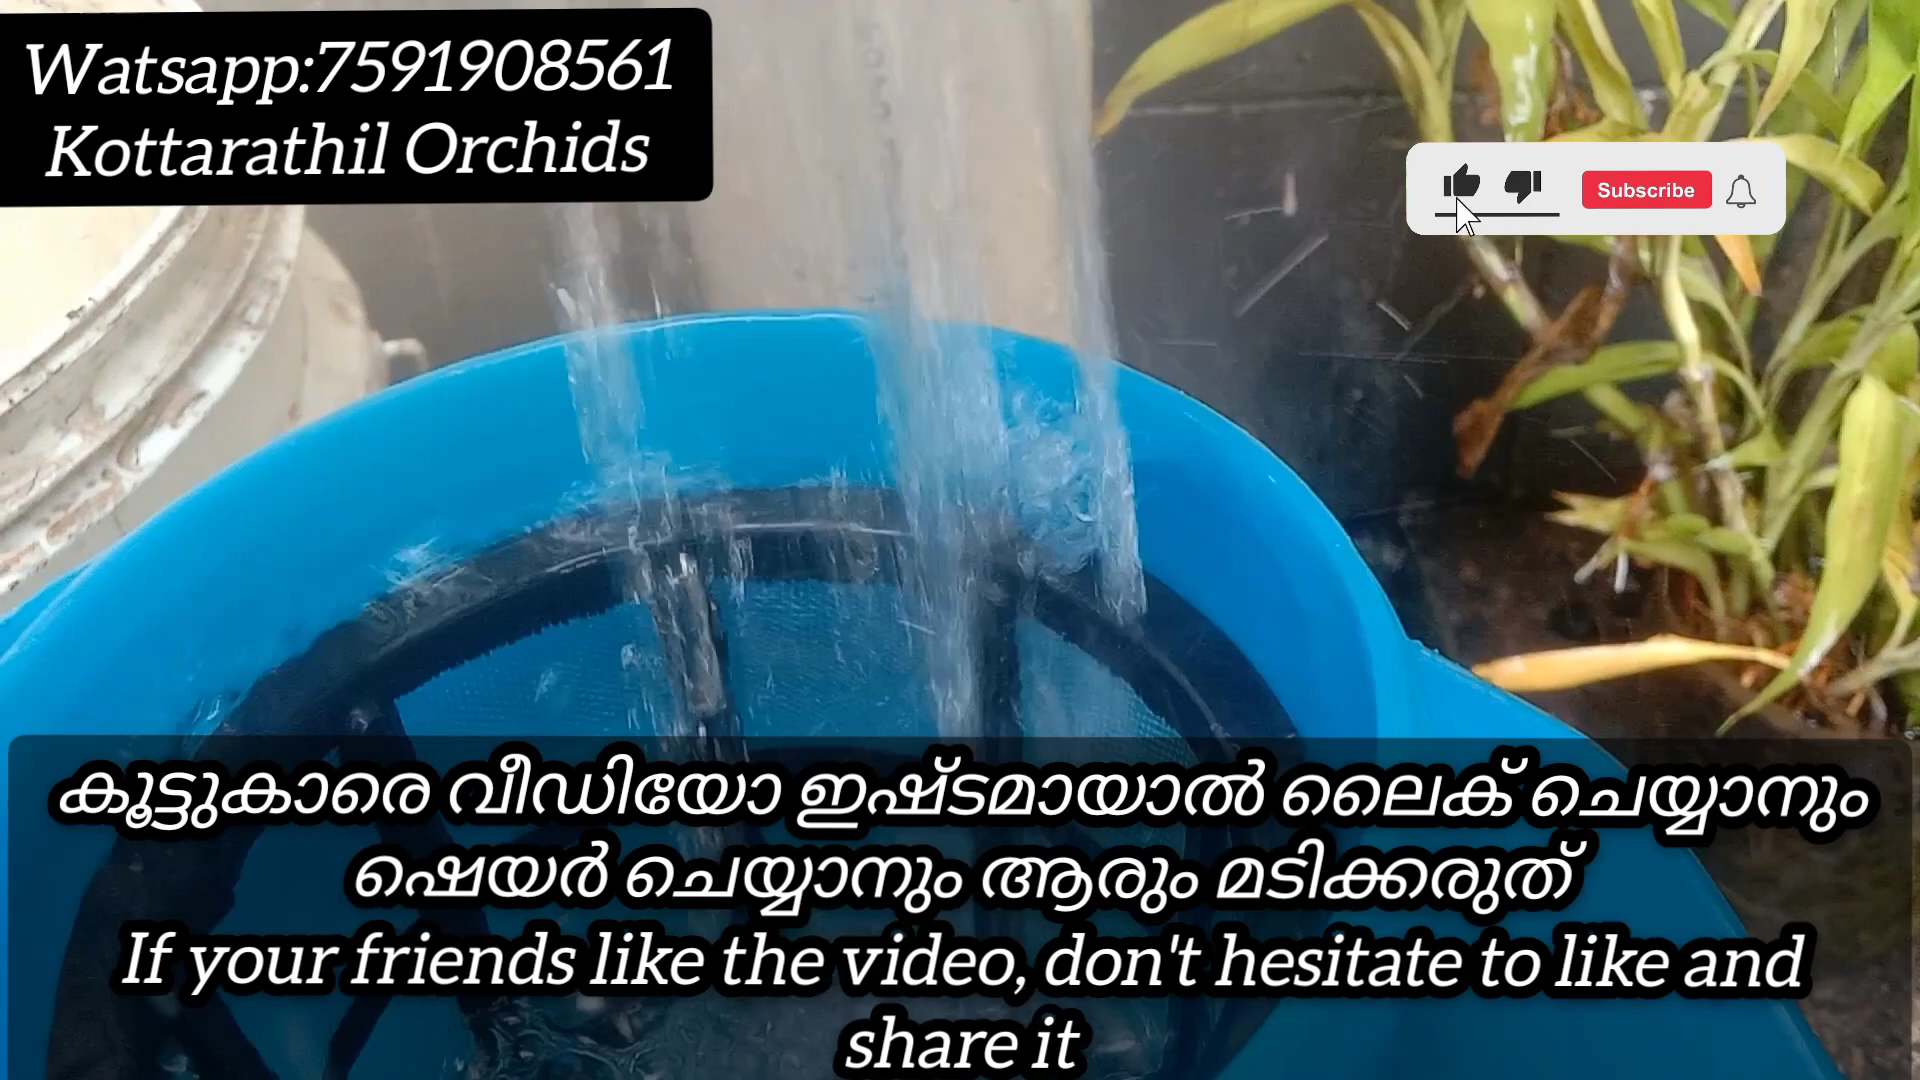 Watsapp:7591908561
Kottarathil Orchids
Subscribe
കൂട്ടുകാരെ വീഡിയോ ഇഷ്ടമായാൽ ലൈക് ചെയ്യാനും
ഷെയർ ചെയ്യാനും ആരും മടിക്കരുത്
If your friends like the video, don't hesitate to like and
share it